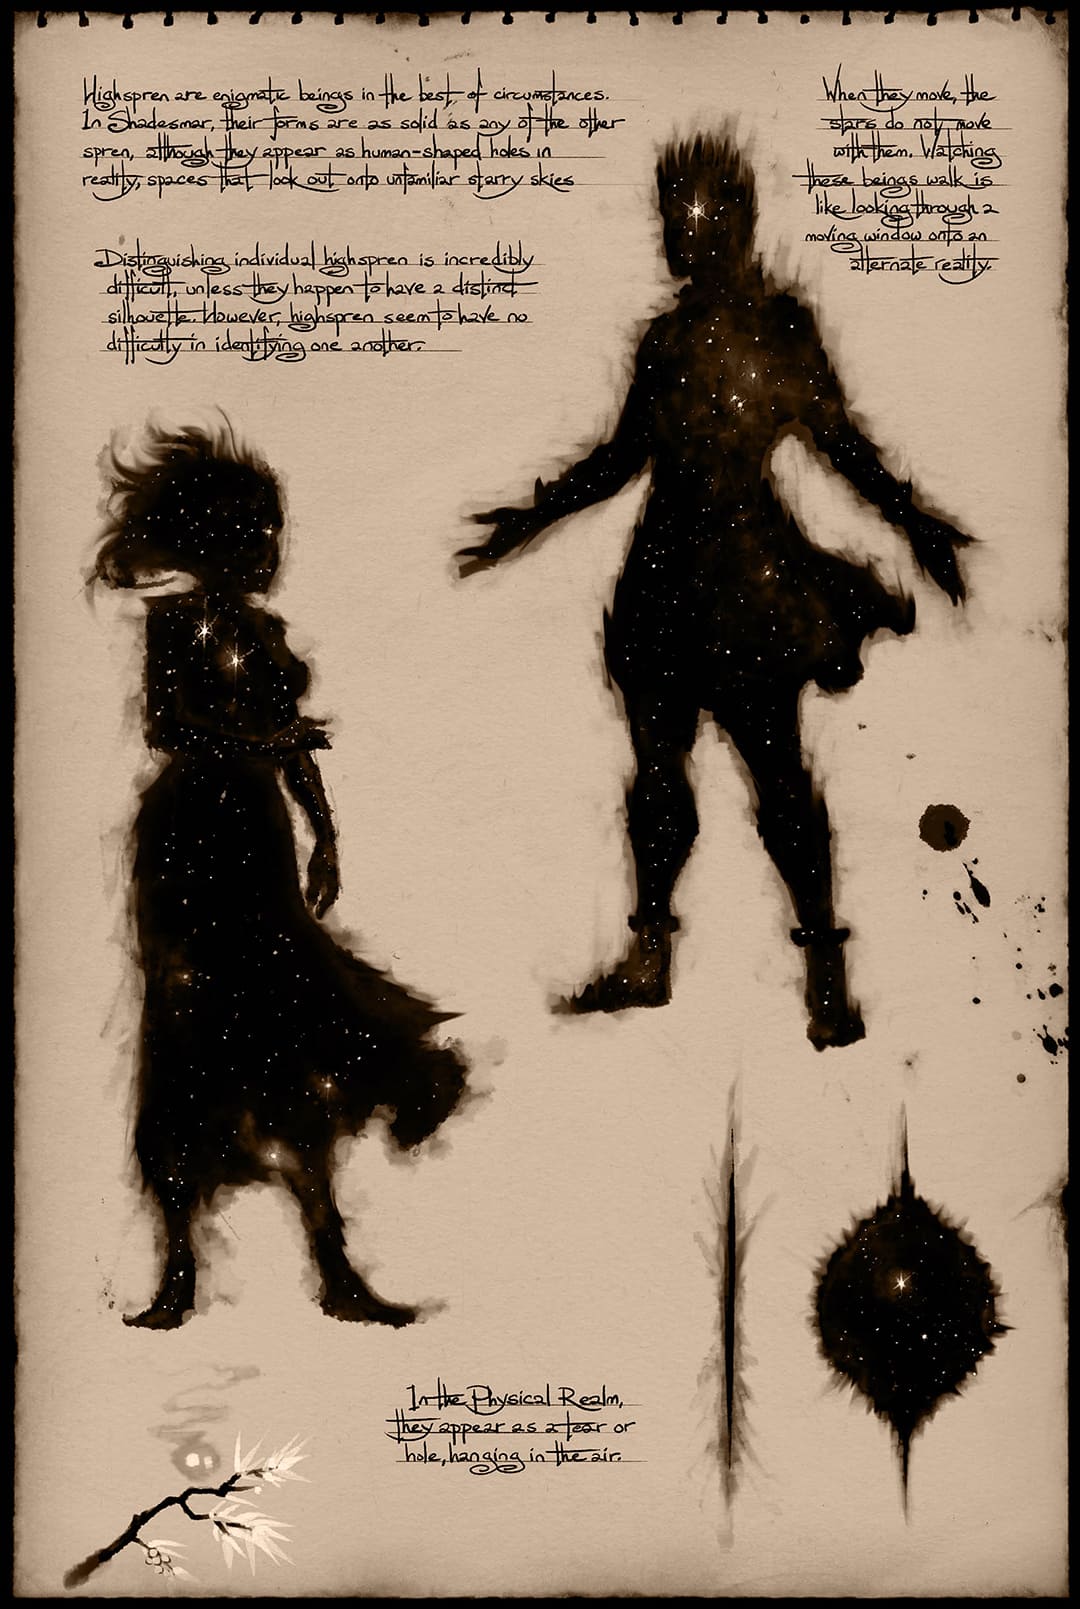 Highspren are enigmatic beings in the best of circumstances.
In Shadesmar, their forms are as solid as any of the other
spren, although they appear as human-shaped holes in
reality, spaces that look out onto unfamiliar starry skies
When they move, the
stars do not move
with them. Watching
these beings walk is
like looking through a
moving window onto an
alternate reality.
Distinguishing individual highspren is incredibly
difficult, unless they happen to have a distinct
silhouette. However, highspren seem to have no
difficulty in identifying one another.
In the Physical Realm,
they appear as a tear or
hole, hanging in the air.